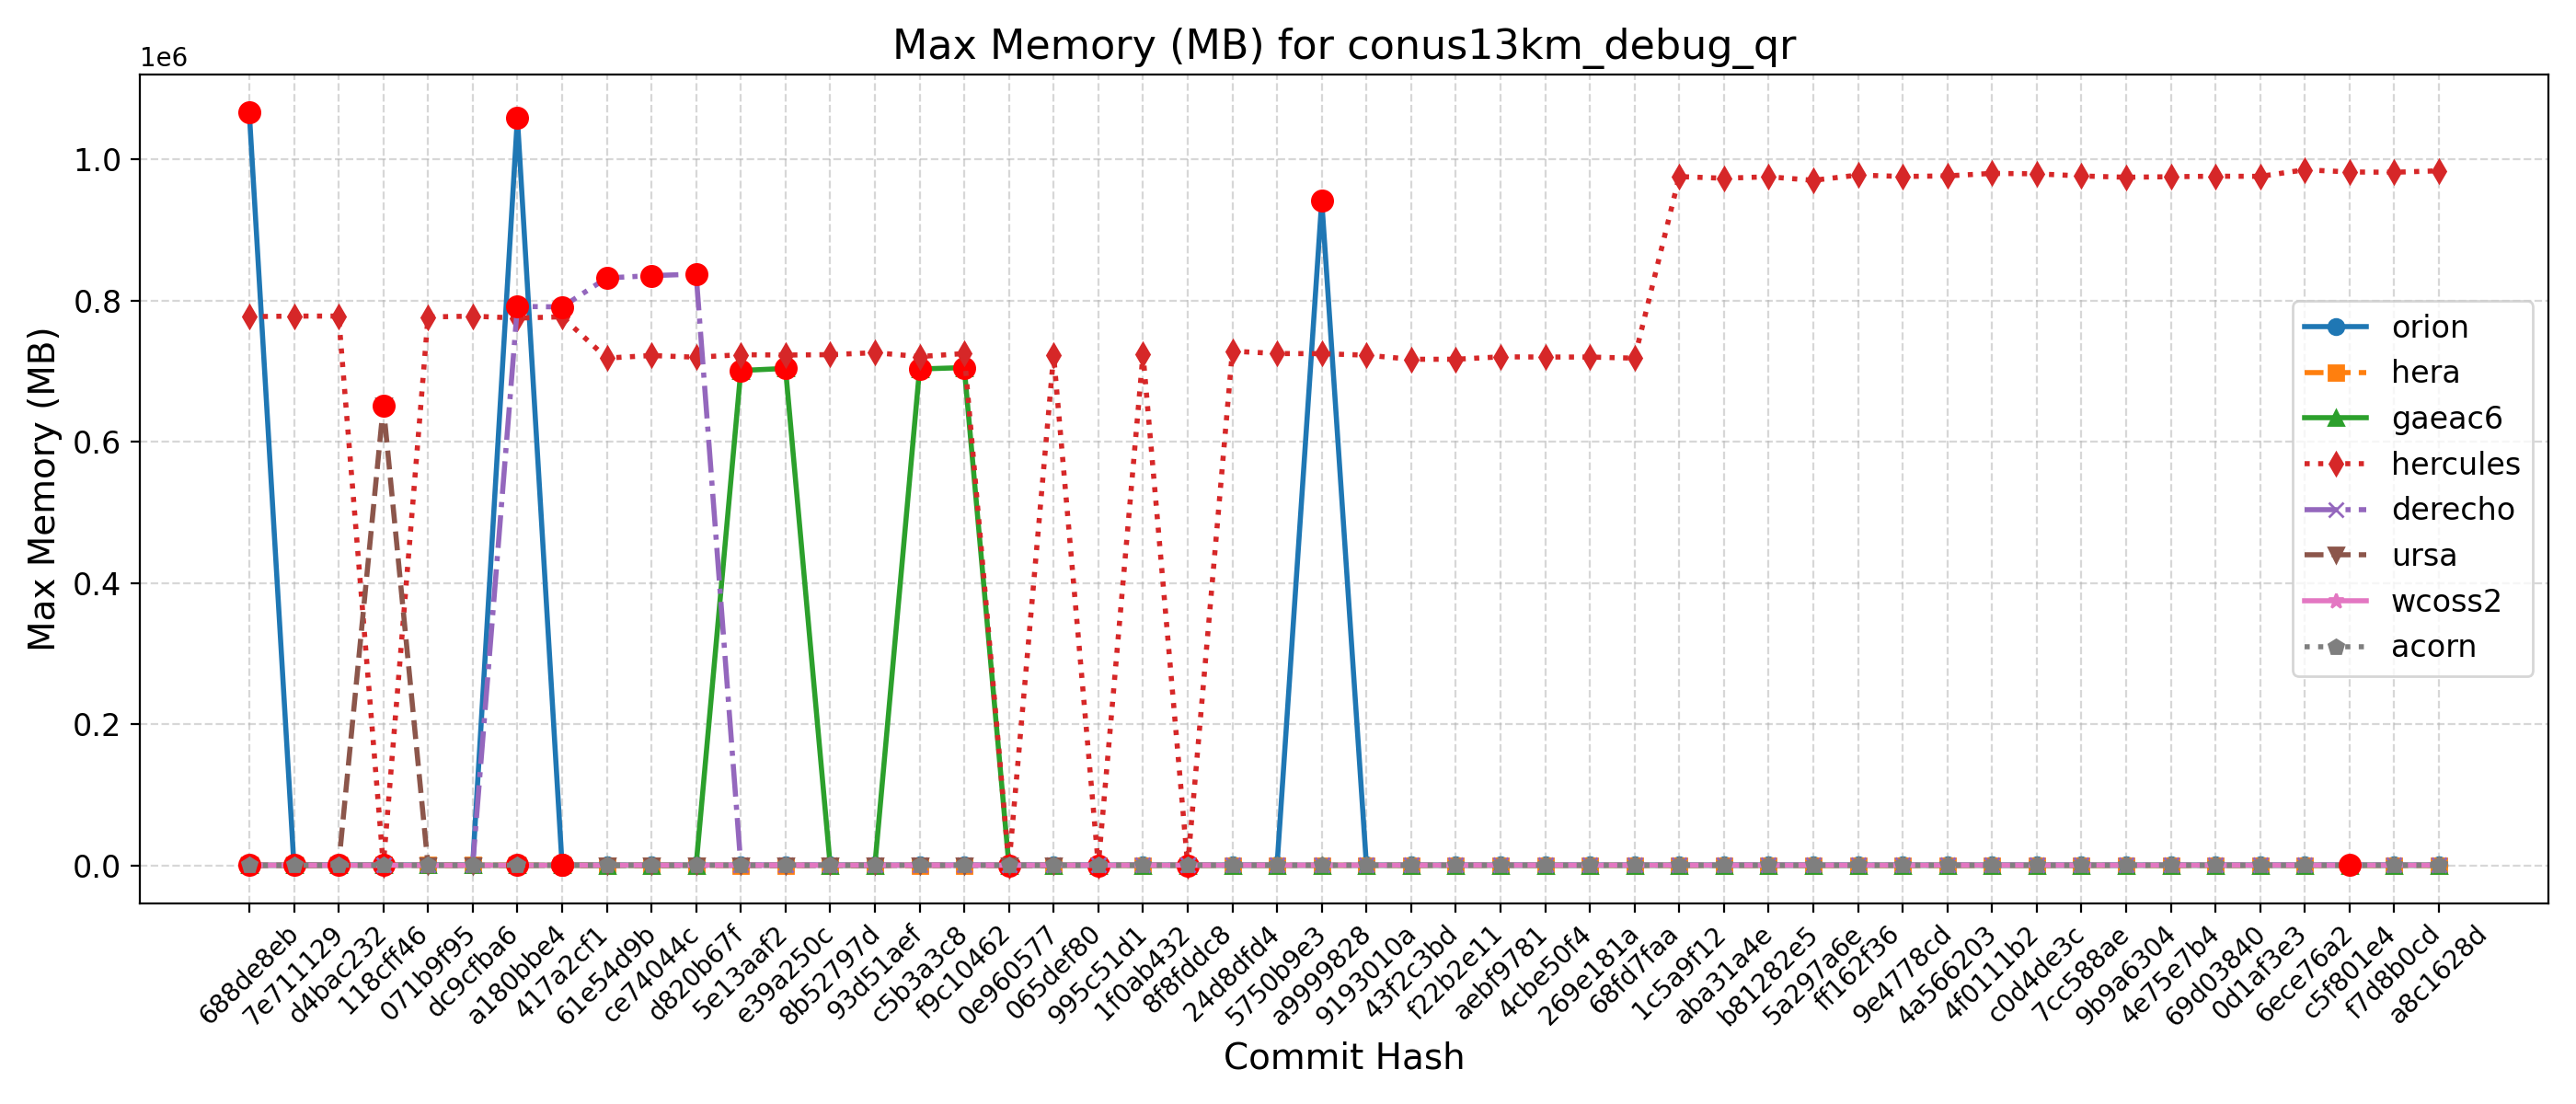 Max Memory (MB) for conus13km_debug_qr
1e6
1.0
0.8
0.6
0.4
0.2
0.0
Max Memory (MB)
orion
hera
gaeac6
hercules
derecho
ursa
wcoss2
acorn
688de8eb
7e711129
d4bac232
118cff46
071b9f95
dc9cfba6
a180bbe4
417a2cf1
61e54d9b
ce74044c
d820b67f
5e13aaf2
e39a250c
8b52797d
93d51aef
c5b3a3c8
f9c10462
0e960577
065def80
995c51d1
1f0ab432
8f8fddc8
24d8dfd4
5750b9e3
a9999828
9193010a
43f2c3bd
f22b2e11
aebf9781
4cbe50f4
269e181a
68fd7faa
1c5a9f12
aba31a4e
b81282e5
5a297a6e
ff162f36
9e4778cd
4a566203
4f0111b2
c0d4de3c
7cc588ae
9b9a6304
4e75e7b4
69d03840
0d1af3e3
6ece76a2
c5f801e4
f7d8b0cd
a8c1628d
Commit Hash